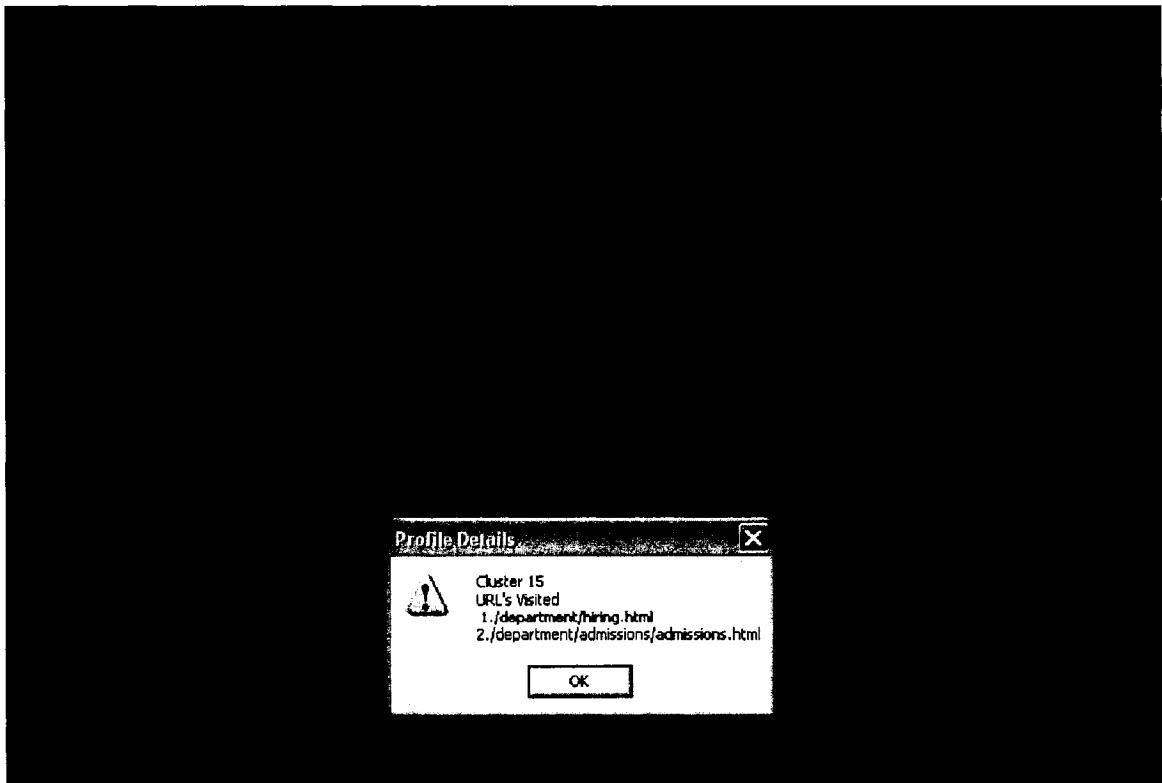 Profile Details
Cluster 15
URL's Visited
1./department/hiring.html
2./department/admissions/admissions.html
OK